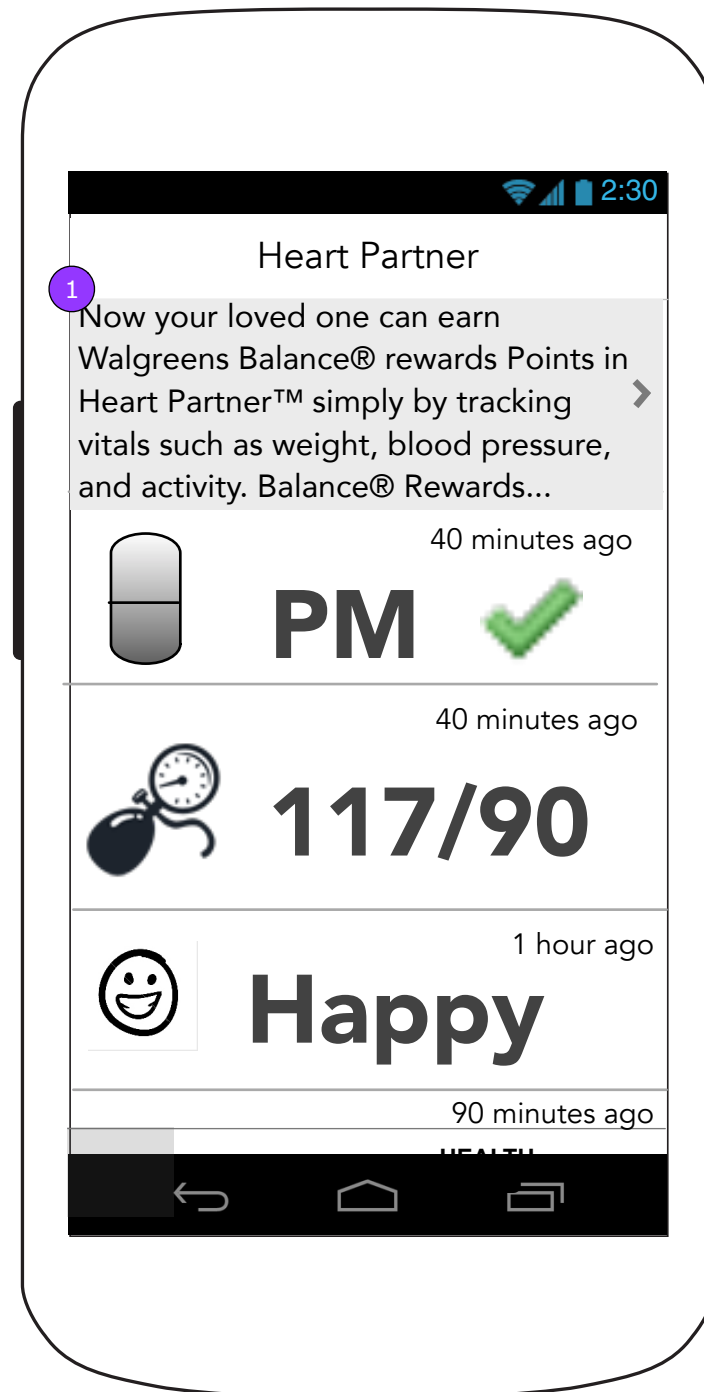 2:30
Heart Partner
1
Now your loved one can earn
Walgreens Balance® rewards Points in
Heart Partner™ simply by tracking
vitals such as weight, blood pressure,
and activity. Balance® Rewards...
40 minutes ago
PM
40 minutes ago
117/90
1 hour ago
Happy
90 minutes ago
HEALTH